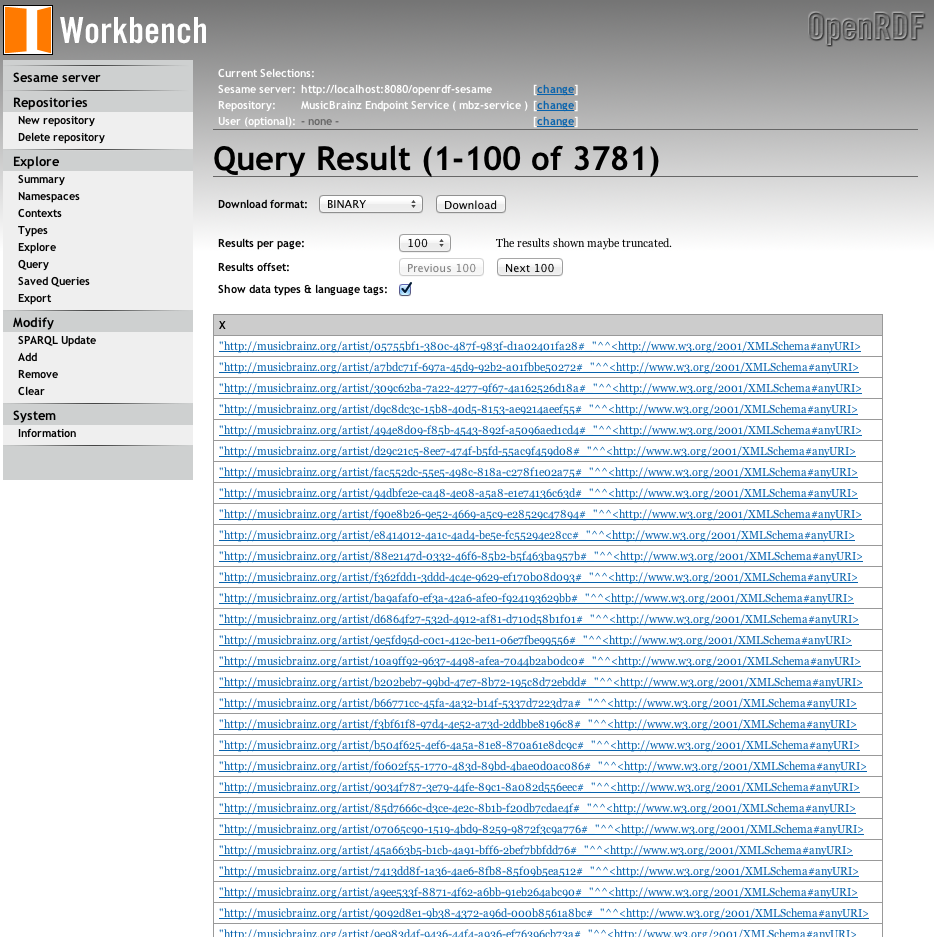 Workbench
OpenRDF
Sesame server
Repositories
New repository
Delete repository
Explore
Summary
Namespaces
Contexts
Types
Explore
Query
Saved Queries
Export
Modify
SPARQL Update
Add
Remove
Clear
System
Information
Current Selections:
Sesame server: http://localhost:8080/openrdf-sesame [change]
Repository: MusicBrainz Endpoint Service ( mbz-service ) [change]
User (optional): - none - [change]
Query Result (1-100 of 3781)
Download format: BINARY Download
Results per page: 100 The results shown maybe truncated.
Results offset: Previous 100 Next 100
Show data types & language tags:
X
"http://musicbrainz.org/artist/05755bf1-380c-487f-983f-d1a02401fa28#_"^^<http://www.w3.org/2001/XMLSchema#anyURI>
"http://musicbrainz.org/artist/a7bdc71f-697a-45d9-92b2-a01fbbe50272#_"^^<http://www.w3.org/2001/XMLSchema#anyURI>
"http://musicbrainz.org/artist/309c62ba-7a22-4277-9f67-4a162526d18a#_"^^<http://www.w3.org/2001/XMLSchema#anyURI>
"http://musicbrainz.org/artist/d9c8dc3c-15b8-40d5-8153-ae9214aeef55#_"^^<http://www.w3.org/2001/XMLSchema#anyURI>
"http://musicbrainz.org/artist/494e8d09-f85b-4543-892f-a5096aed1cd4#_"^^<http://www.w3.org/2001/XMLSchema#anyURI>
"http://musicbrainz.org/artist/d29c21c5-8ee7-474f-b5fd-55ac9f459d08#_"^^<http://www.w3.org/2001/XMLSchema#anyURI>
"http://musicbrainz.org/artist/fac552dc-55e5-498c-818a-c278f1e02a75#_"^^<http://www.w3.org/2001/XMLSchema#anyURI>
"http://musicbrainz.org/artist/94dbfe2e-ca48-4e08-a5a8-e1e74136c63d#_"^^<http://www.w3.org/2001/XMLSchema#anyURI>
"http://musicbrainz.org/artist/f90e8b26-9e52-4669-a5c9-e28529c47894#_"^^<http://www.w3.org/2001/XMLSchema#anyURI>
"http://musicbrainz.org/artist/e8414012-4a1c-4ad4-be5e-fc55294e28cc#_"^^<http://www.w3.org/2001/XMLSchema#anyURI>
"http://musicbrainz.org/artist/88e2147d-0332-46f6-85b2-b5f463ba957b#_"^^<http://www.w3.org/2001/XMLSchema#anyURI>
"http://musicbrainz.org/artist/f362fdd1-3ddd-4c4e-9629-ef170b08d093#_"^^<http://www.w3.org/2001/XMLSchema#anyURI>
"http://musicbrainz.org/artist/ba9afaf0-ef3a-42a6-afe0-f924193629bb#_"^^<http://www.w3.org/2001/XMLSchema#anyURI>
"http://musicbrainz.org/artist/d6864f27-532d-4912-af81-d710d58b1f01#_"^^<http://www.w3.org/2001/XMLSchema#anyURI>
"http://musicbrainz.org/artist/9e5fd95d-c0c1-412c-be11-06e7fbe99556#_"^^<http://www.w3.org/2001/XMLSchema#anyURI>
"http://musicbrainz.org/artist/10a9ff92-9637-4498-afea-7044b2ab0dc0#_"^^<http://www.w3.org/2001/XMLSchema#anyURI>
"http://musicbrainz.org/artist/b202beb7-99bd-47e7-8b72-195c8d72ebdd#_"^^<http://www.w3.org/2001/XMLSchema#anyURI>
"http://musicbrainz.org/artist/b66771cc-45fa-4a32-b14f-5337d7223d7a#_"^^<http://www.w3.org/2001/XMLSchema#anyURI>
"http://musicbrainz.org/artist/f3bf61f8-97d4-4e52-a73d-2ddbbe8196c8#_"^^<http://www.w3.org/2001/XMLSchema#anyURI>
"http://musicbrainz.org/artist/b504f625-4ef6-4a5a-81e8-870a61e8dc9c#_"^^<http://www.w3.org/2001/XMLSchema#anyURI>
"http://musicbrainz.org/artist/f0602f55-1770-483d-89bd-4bae0d0ac086#_"^^<http://www.w3.org/2001/XMLSchema#anyURI>
"http://musicbrainz.org/artist/9034f787-3e79-44fe-89c1-8a082d556eec#_"^^<http://www.w3.org/2001/XMLSchema#anyURI>
"http://musicbrainz.org/artist/85d7666c-d3ce-4e2c-8b1b-f20db7cdae4f#_"^^<http://www.w3.org/2001/XMLSchema#anyURI>
"http://musicbrainz.org/artist/07065c90-1519-4bd9-8259-9872f3c9a776#_"^^<http://www.w3.org/2001/XMLSchema#anyURI>
"http://musicbrainz.org/artist/45a663b5-b1cb-4a91-bff6-2bef7bbfdd76#_"^^<http://www.w3.org/2001/XMLSchema#anyURI>
"http://musicbrainz.org/artist/7413dd8f-1a36-4ae6-8fb8-85f09b5ea512#_"^^<http://www.w3.org/2001/XMLSchema#anyURI>
"http://musicbrainz.org/artist/a9ee533f-8871-4f62-a6bb-91eb264abc90#_"^^<http://www.w3.org/2001/XMLSchema#anyURI>
"http://musicbrainz.org/artist/9092d8e1-9b38-4372-a96d-000b8561a8bc#_"^^<http://www.w3.org/2001/XMLSchema#anyURI>